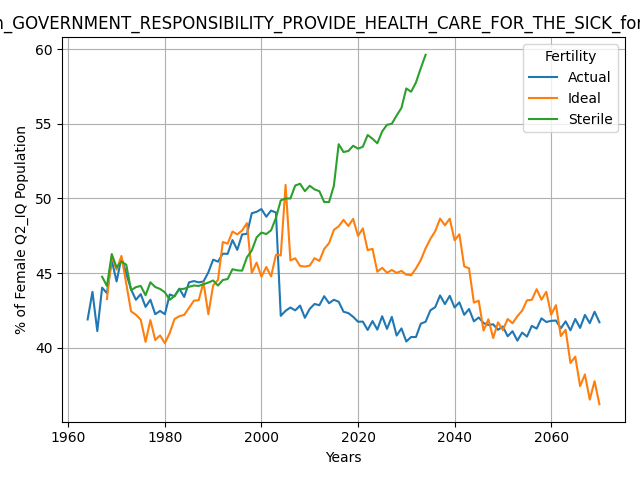 n_GOVERNMENT_RESPONSIBILITY_PROVIDE_HEALTH_CARE_FOR_THE_SICK_for
Fertility
Actual
Ideal
Sterile
% of Female Q2_IQ Population
60
55
50
45
40
1960
1980
2000
2020
2040
2060
Years